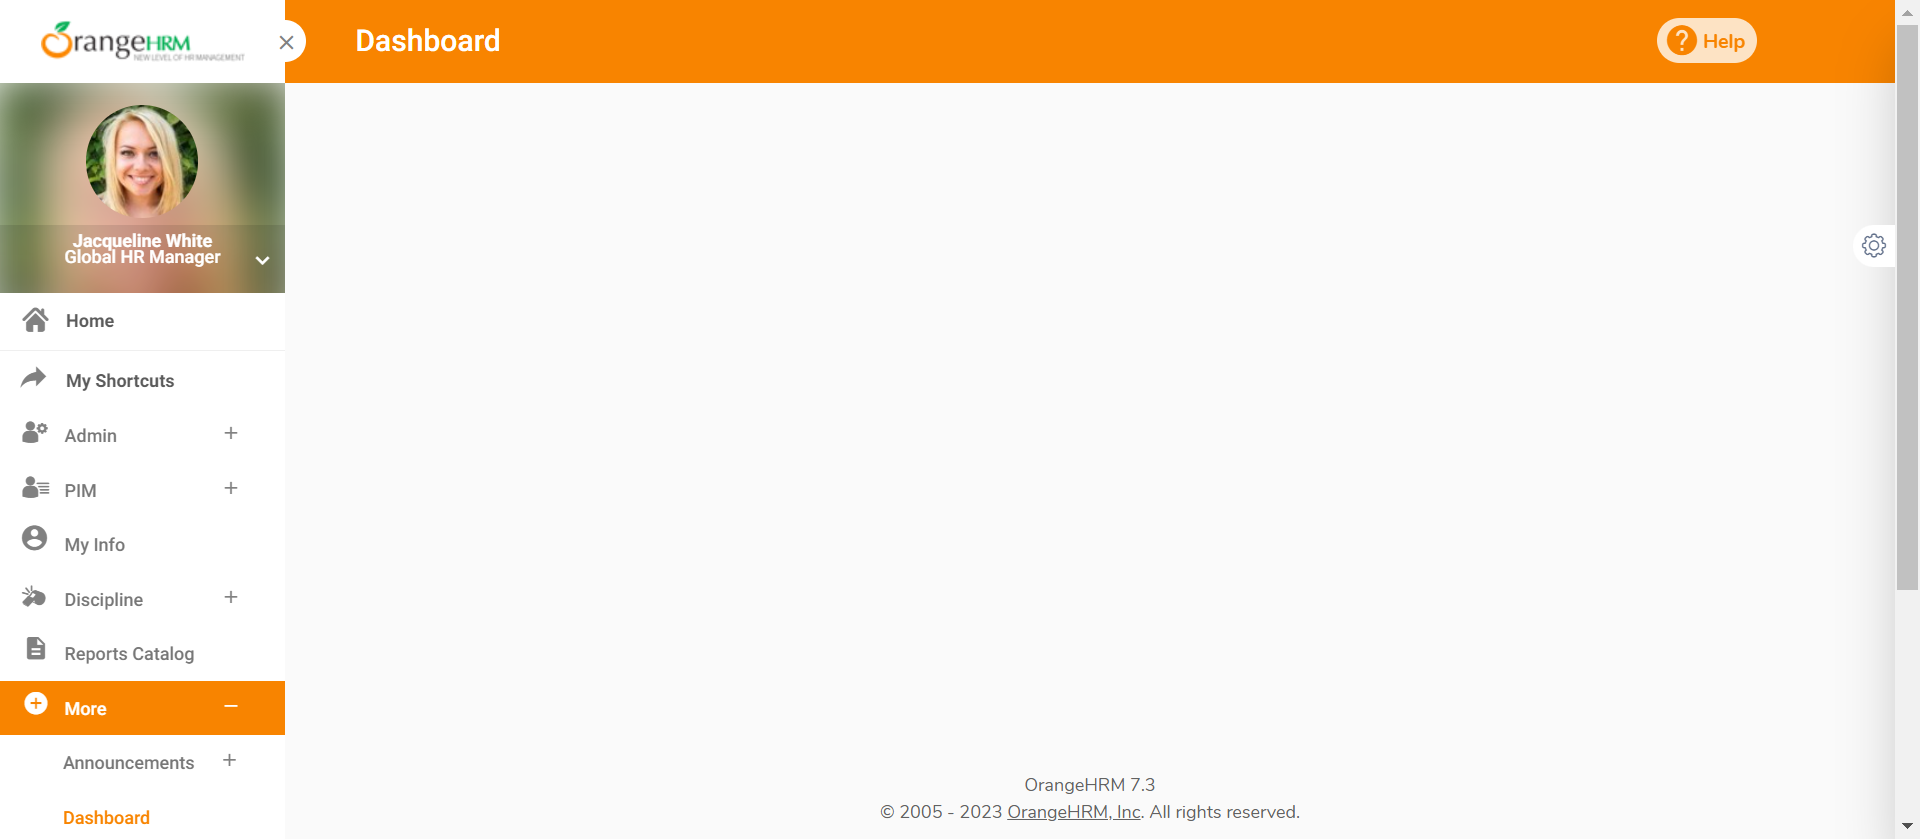 OrangeHRM
NEW LEVEL OF HR MANAGEMENT
Dashboard
Help
Jacqueline White
Global HR Manager
Home
My Shortcuts
Admin
PIM
My Info
Discipline
Reports Catalog
More
Announcements
Dashboard
OrangeHRM 7.3
© 2005 - 2023 OrangeHRM, Inc. All rights reserved.